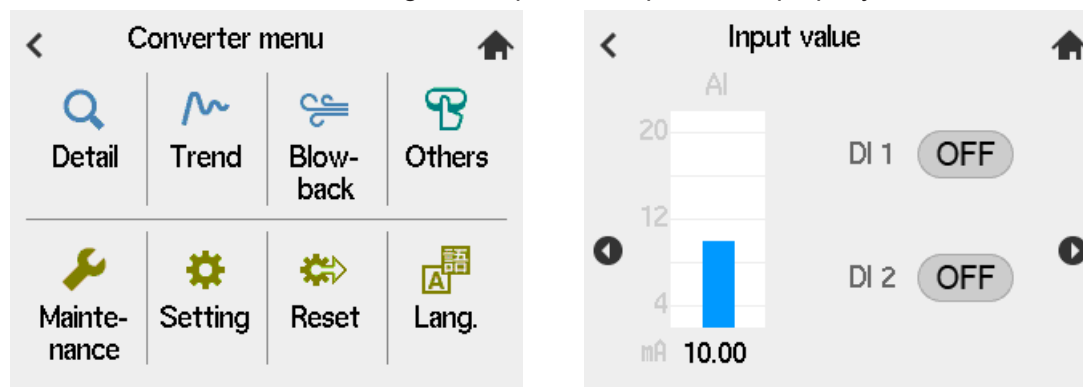 Converter menu
Detail
Trend
Blow-
back
Others
Mainte-
nance
Setting
Reset
A語
Lang.
Input value
AI
20
DI 1 OFF
12
DI 2 OFF
4
mA 10.00